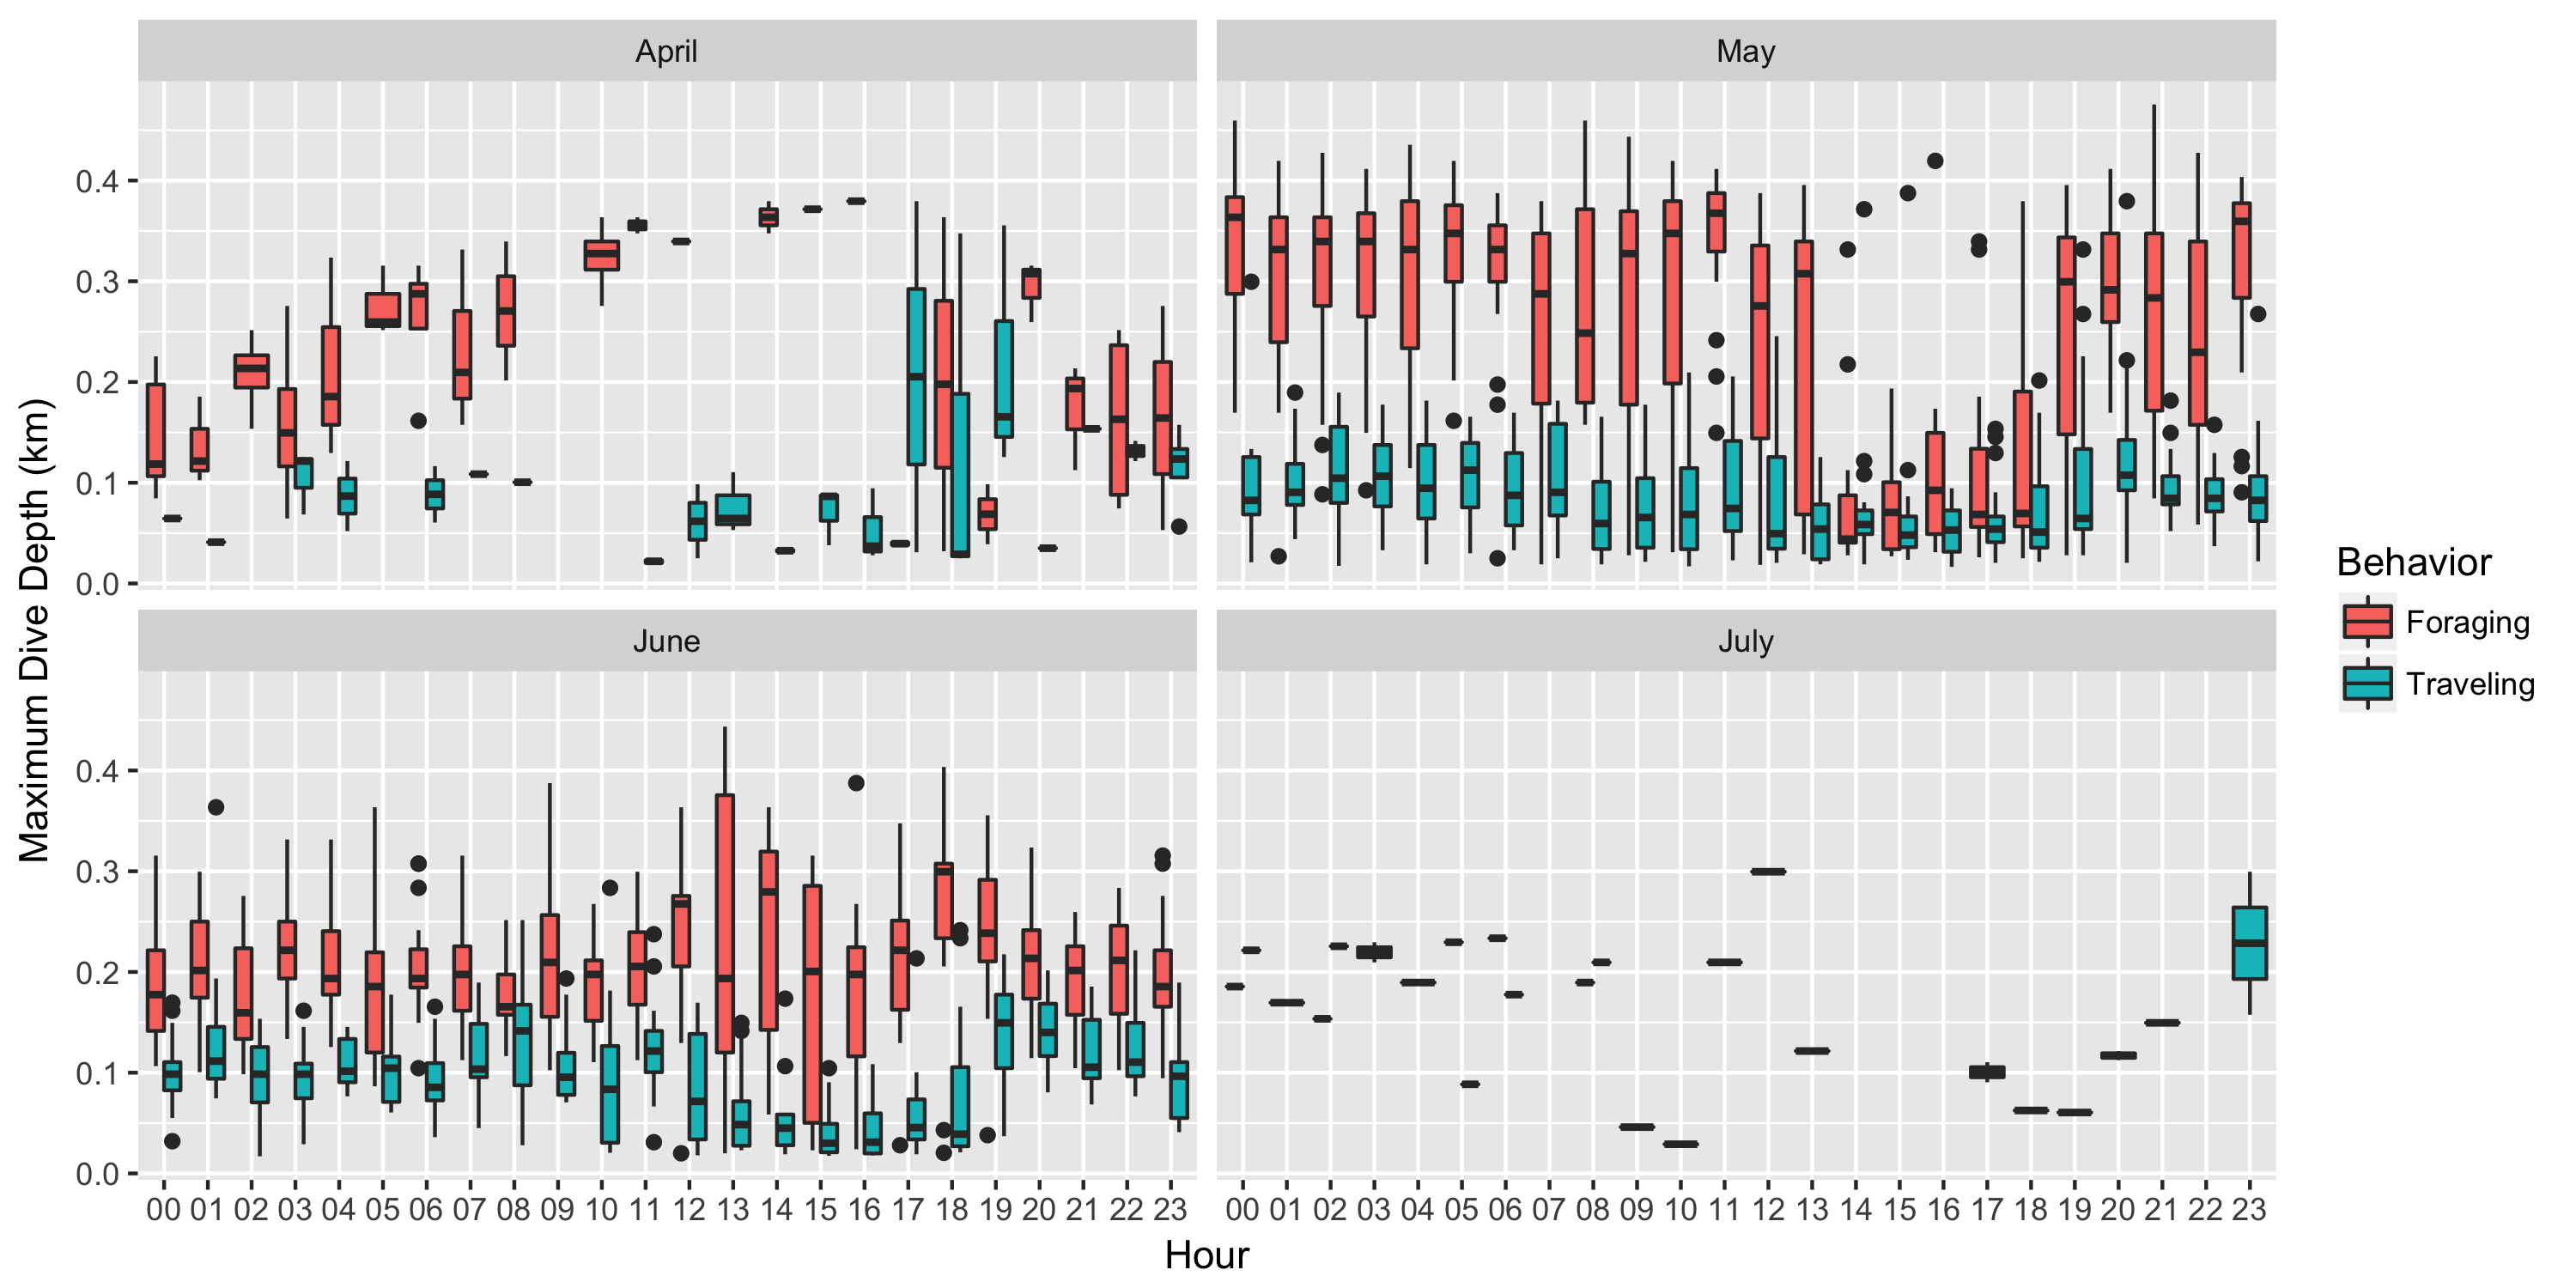 April
May
Maximum Dive Depth (km)
0.4
0.3
0.2
0.1
0.0
June
July
0.4
0.3
0.2
0.1
0.0
00 01 02 03 04 05 06 07 08 09 10 11 12 13 14 15 16 17 18 19 20 21 22 23
00 01 02 03 04 05 06 07 08 09 10 11 12 13 14 15 16 17 18 19 20 21 22 23
Hour
Behavior
Foraging
Traveling